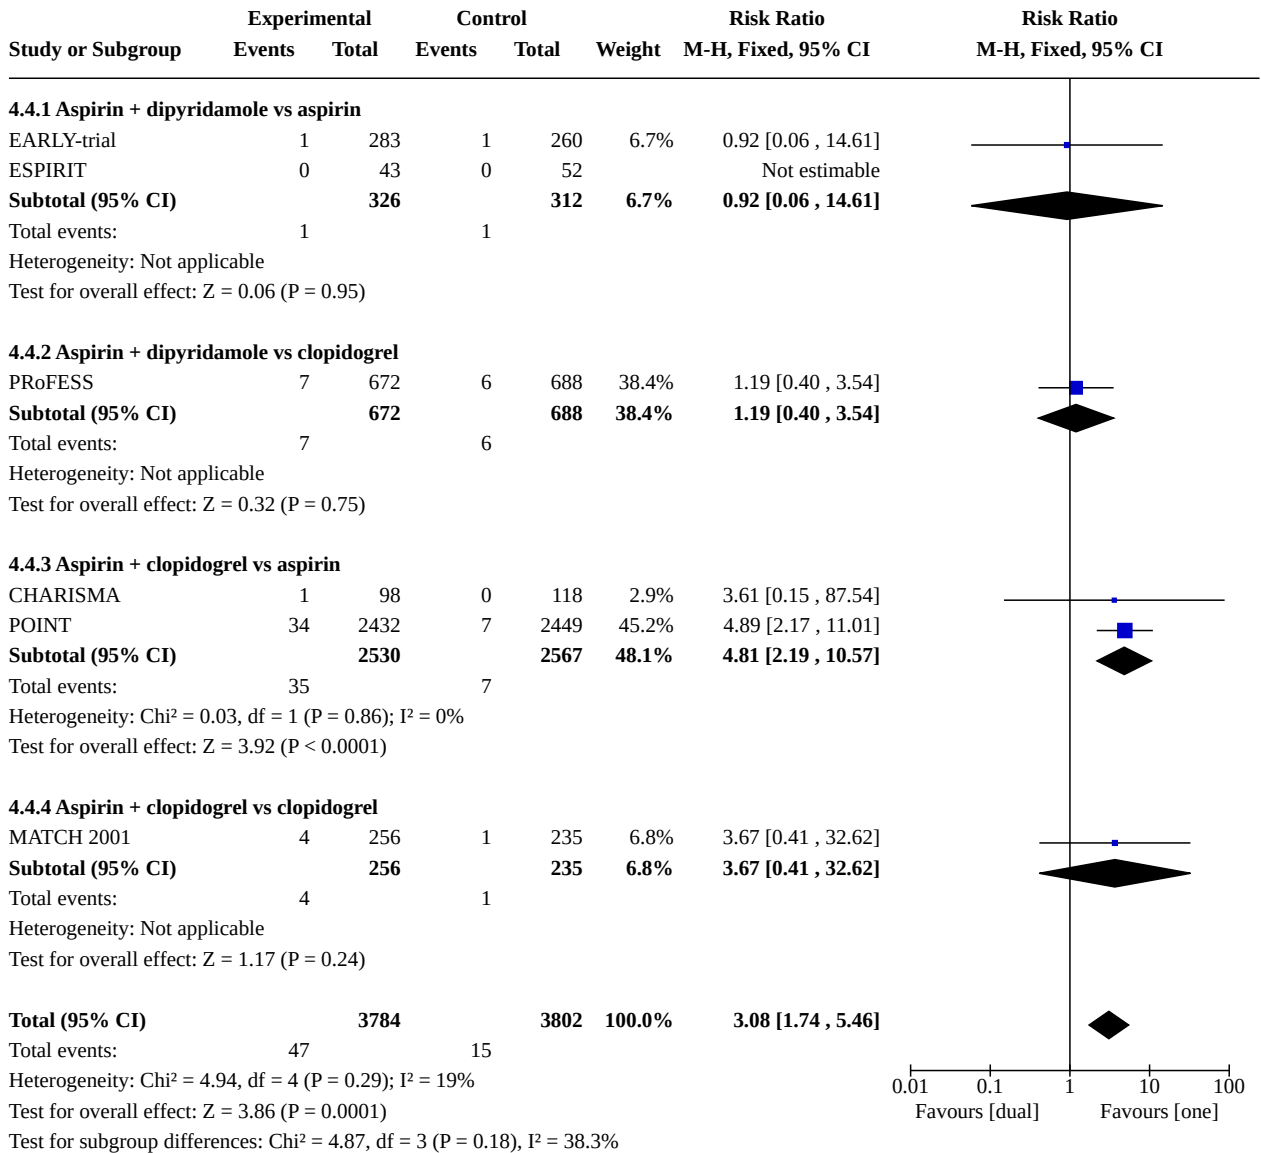 Experimental Control Risk Ratio Risk Ratio
Study or Subgroup Events Total Events Total Weight M-H, Fixed, 95% CI M-H, Fixed, 95% CI
4.4.1 Aspirin + dipyridamole vs aspirin
EARLY-trial 1 283 1 260 6.7% 0.92 [0.06 , 14.61]
ESPIRIT 0 43 0 52 Not estimable
Subtotal (95% CI) 326 312 6.7% 0.92 [0.06 , 14.61]
Total events: 1 1
Heterogeneity: Not applicable
Test for overall effect: Z = 0.06 (P = 0.95)
4.4.2 Aspirin + dipyridamole vs clopidogrel
PRoFESS 7 672 6 688 38.4% 1.19 [0.40 , 3.54]
Subtotal (95% CI) 672 688 38.4% 1.19 [0.40 , 3.54]
Total events: 7 6
Heterogeneity: Not applicable
Test for overall effect: Z = 0.32 (P = 0.75)
4.4.3 Aspirin + clopidogrel vs aspirin
CHARISMA 1 98 0 118 2.9% 3.61 [0.15 , 87.54]
POINT 34 2432 7 2449 45.2% 4.89 [2.17 , 11.01]
Subtotal (95% CI) 2530 2567 48.1% 4.81 [2.19 , 10.57]
Total events: 35 7
Heterogeneity: Chi² = 0.03, df = 1 (P = 0.86); I² = 0%
Test for overall effect: Z = 3.92 (P < 0.0001)
4.4.4 Aspirin + clopidogrel vs clopidogrel
MATCH 2001 4 256 1 235 6.8% 3.67 [0.41 , 32.62]
Subtotal (95% CI) 256 235 6.8% 3.67 [0.41 , 32.62]
Total events: 4 1
Heterogeneity: Not applicable
Test for overall effect: Z = 1.17 (P = 0.24)
Total (95% CI) 3784 3802 100.0% 3.08 [1.74 , 5.46]
Total events: 47 15
Heterogeneity: Chi² = 4.94, df = 4 (P = 0.29); I² = 19%
0.01 0.1 1 10 100
Test for overall effect: Z = 3.86 (P = 0.0001)
Favours [dual] Favours [one]
Test for subgroup differences: Chi² = 4.87, df = 3 (P = 0.18), I² = 38.3%